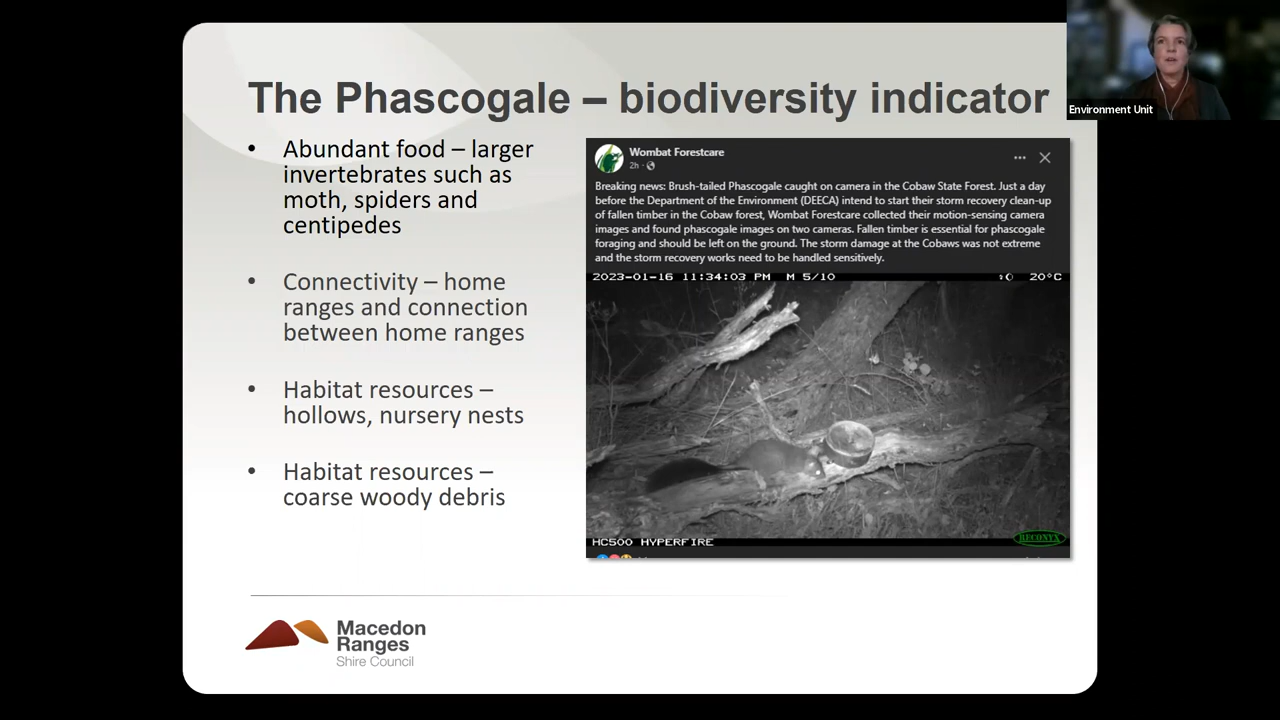 The Phascogale – biodiversity indicator
Environment Unit
• Abundant food – larger
invertebrates such as
moth, spiders and
centipedes
• Connectivity – home
ranges and connection
between home ranges
• Habitat resources –
hollows, nursery nests
• Habitat resources –
coarse woody debris
Wombat Forestcare
2h
Breaking news: Brush-tailed Phascogale caught on camera in the Cobaw State Forest. Just a day
before the Department of the Environment (DEECA) intend to start their storm recovery clean-up
of fallen timber in the Cobaw forest, Wombat Forestcare collected their motion-sensing camera
images and found phascogale images on two cameras. Fallen timber is essential for phascogale
foraging and should be left on the ground. The storm damage at the Cobaws was not extreme
and the storm recovery works need to be handled sensitively.
2023-01-16 11:34:03 PM M 5/10 20°C
HC500 HYPERFIRE
RECONYX
Macedon
Ranges
Shire Council